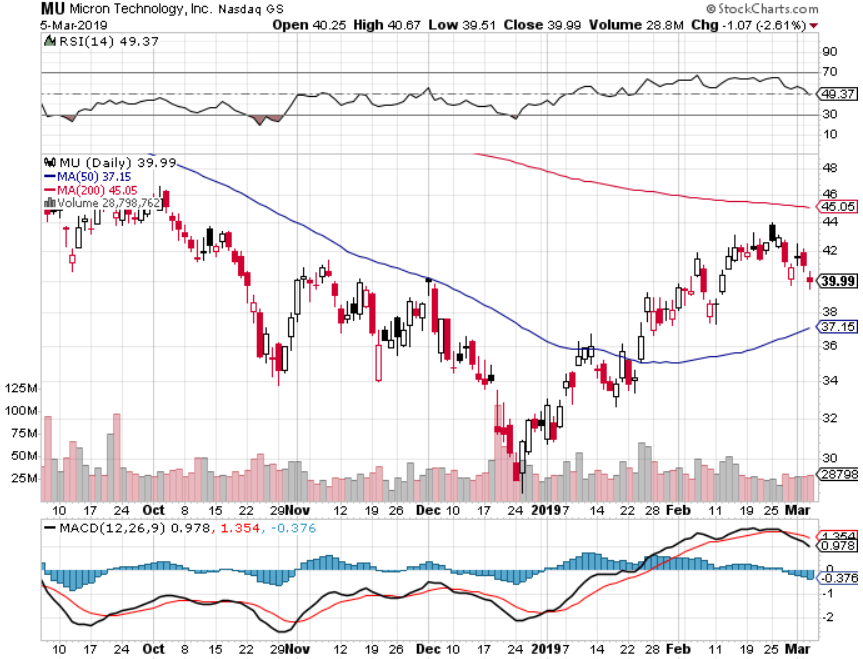 MU Micron Technology, Inc. Nasdaq GS © StockCharts.com
5-Mar-2019 Open 40.25 High 40.67 Low 39.51 Close 39.99 Volume 28.8M Chg -1.07 (-2.61%)
RSI(14) 49.37
90
70
49.37
30
10
MU (Daily) 39.99
MA(50) 37.15
MA(200) 45.05
Volume 28,798,762
48
46
45.05
44
42
39.99
38
37.15
36
34
32
30
28798
125M
100M
75M
50M
25M
10 17 24 Oct 8 15 22 29 Nov 12 19 26 Dec 10 17 24 2019 7 14 22 28 Feb 11 19 25 Mar
MACD(12,26,9) 0.978, 1.354, -0.376
1.354
0.978
0
-0.376
-1
-2
10 17 24 Oct 8 15 22 29 Nov 12 19 26 Dec 10 17 24 2019 7 14 22 28 Feb 11 19 25 Mar